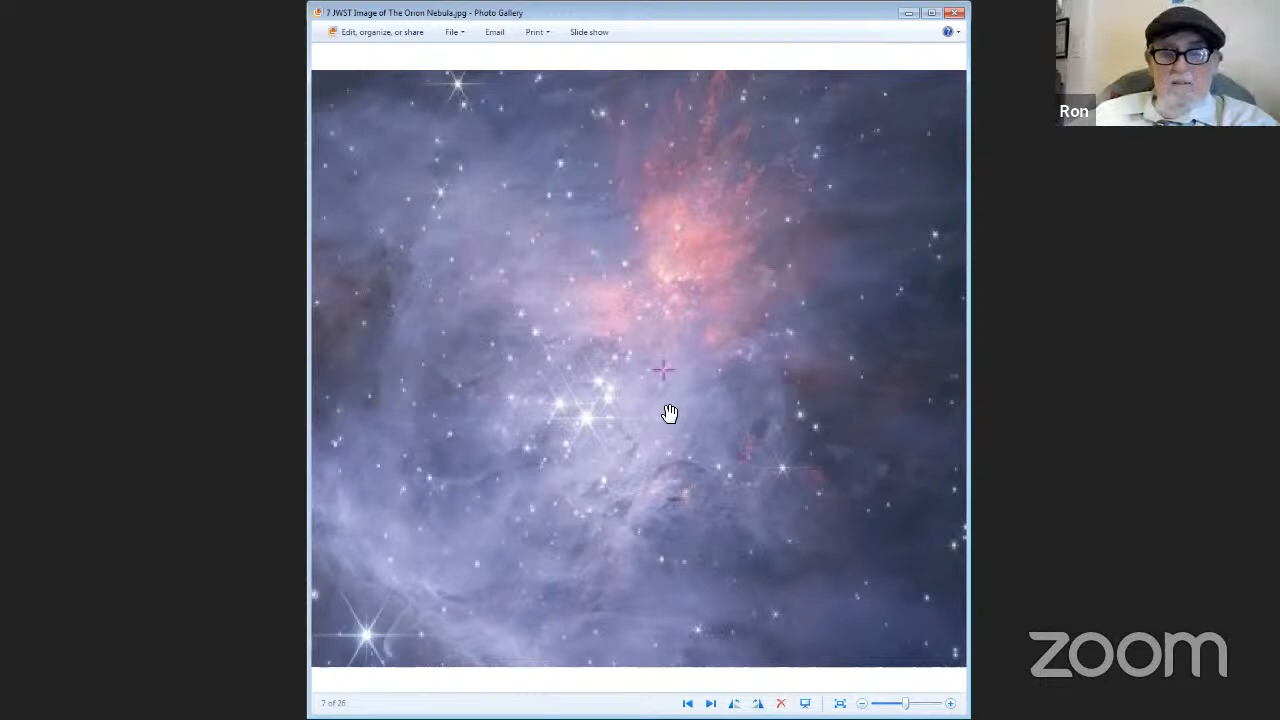 7 JWST Image of The Orion Nebula.jpg - Photo Gallery
Edit, organize, or share File Email Print Slide show
Ron
zoom
7 of 26